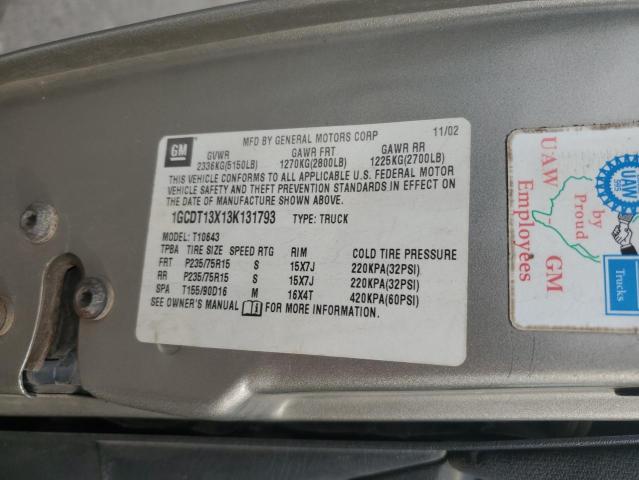 GM
MFD BY GENERAL MOTORS CORP 11/02
GVWR GAWR FRT GAWR RR
2336KG(5150LB) 1270KG(2800LB) 1225KG(2700LB)
THIS VEHICLE CONFORMS TO ALL APPLICABLE U.S. FEDERAL MOTOR
VEHICLE SAFETY AND THEFT PREVENTION STANDARDS IN EFFECT ON
THE DATE OF MANUFACTURE SHOWN ABOVE.
1GCDT13X13K131793 TYPE: TRUCK
MODEL: T10643
TPBA TIRE SIZE SPEED RTG RIM COLD TIRE PRESSURE
FRT P235/75R15 S 15X7J 220KPA(32PSI)
RR P235/75R15 S 15X7J 220KPA(32PSI)
SPA T155/90D16 M 16X4T 420KPA(60PSI)
SEE OWNER'S MANUAL FOR MORE INFORMATION.
by Proud
UAW - GM
Employees
UAW
Trucks